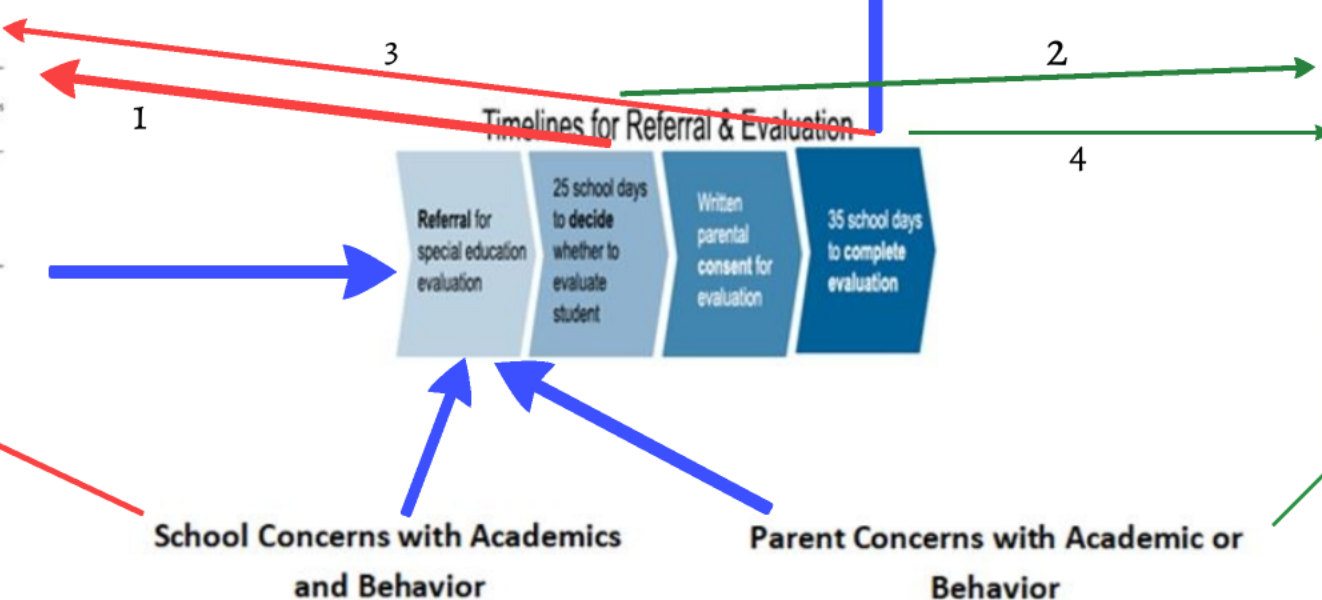 3
2
1
Timelines for Referral & Evaluation
4
Referral for
special education
evaluation
25 school days
to decide
whether to
evaluate
student
Written
parental
consent for
evaluation
35 school days
to complete
evaluation
School Concerns with Academics
and Behavior
Parent Concerns with Academic or
Behavior